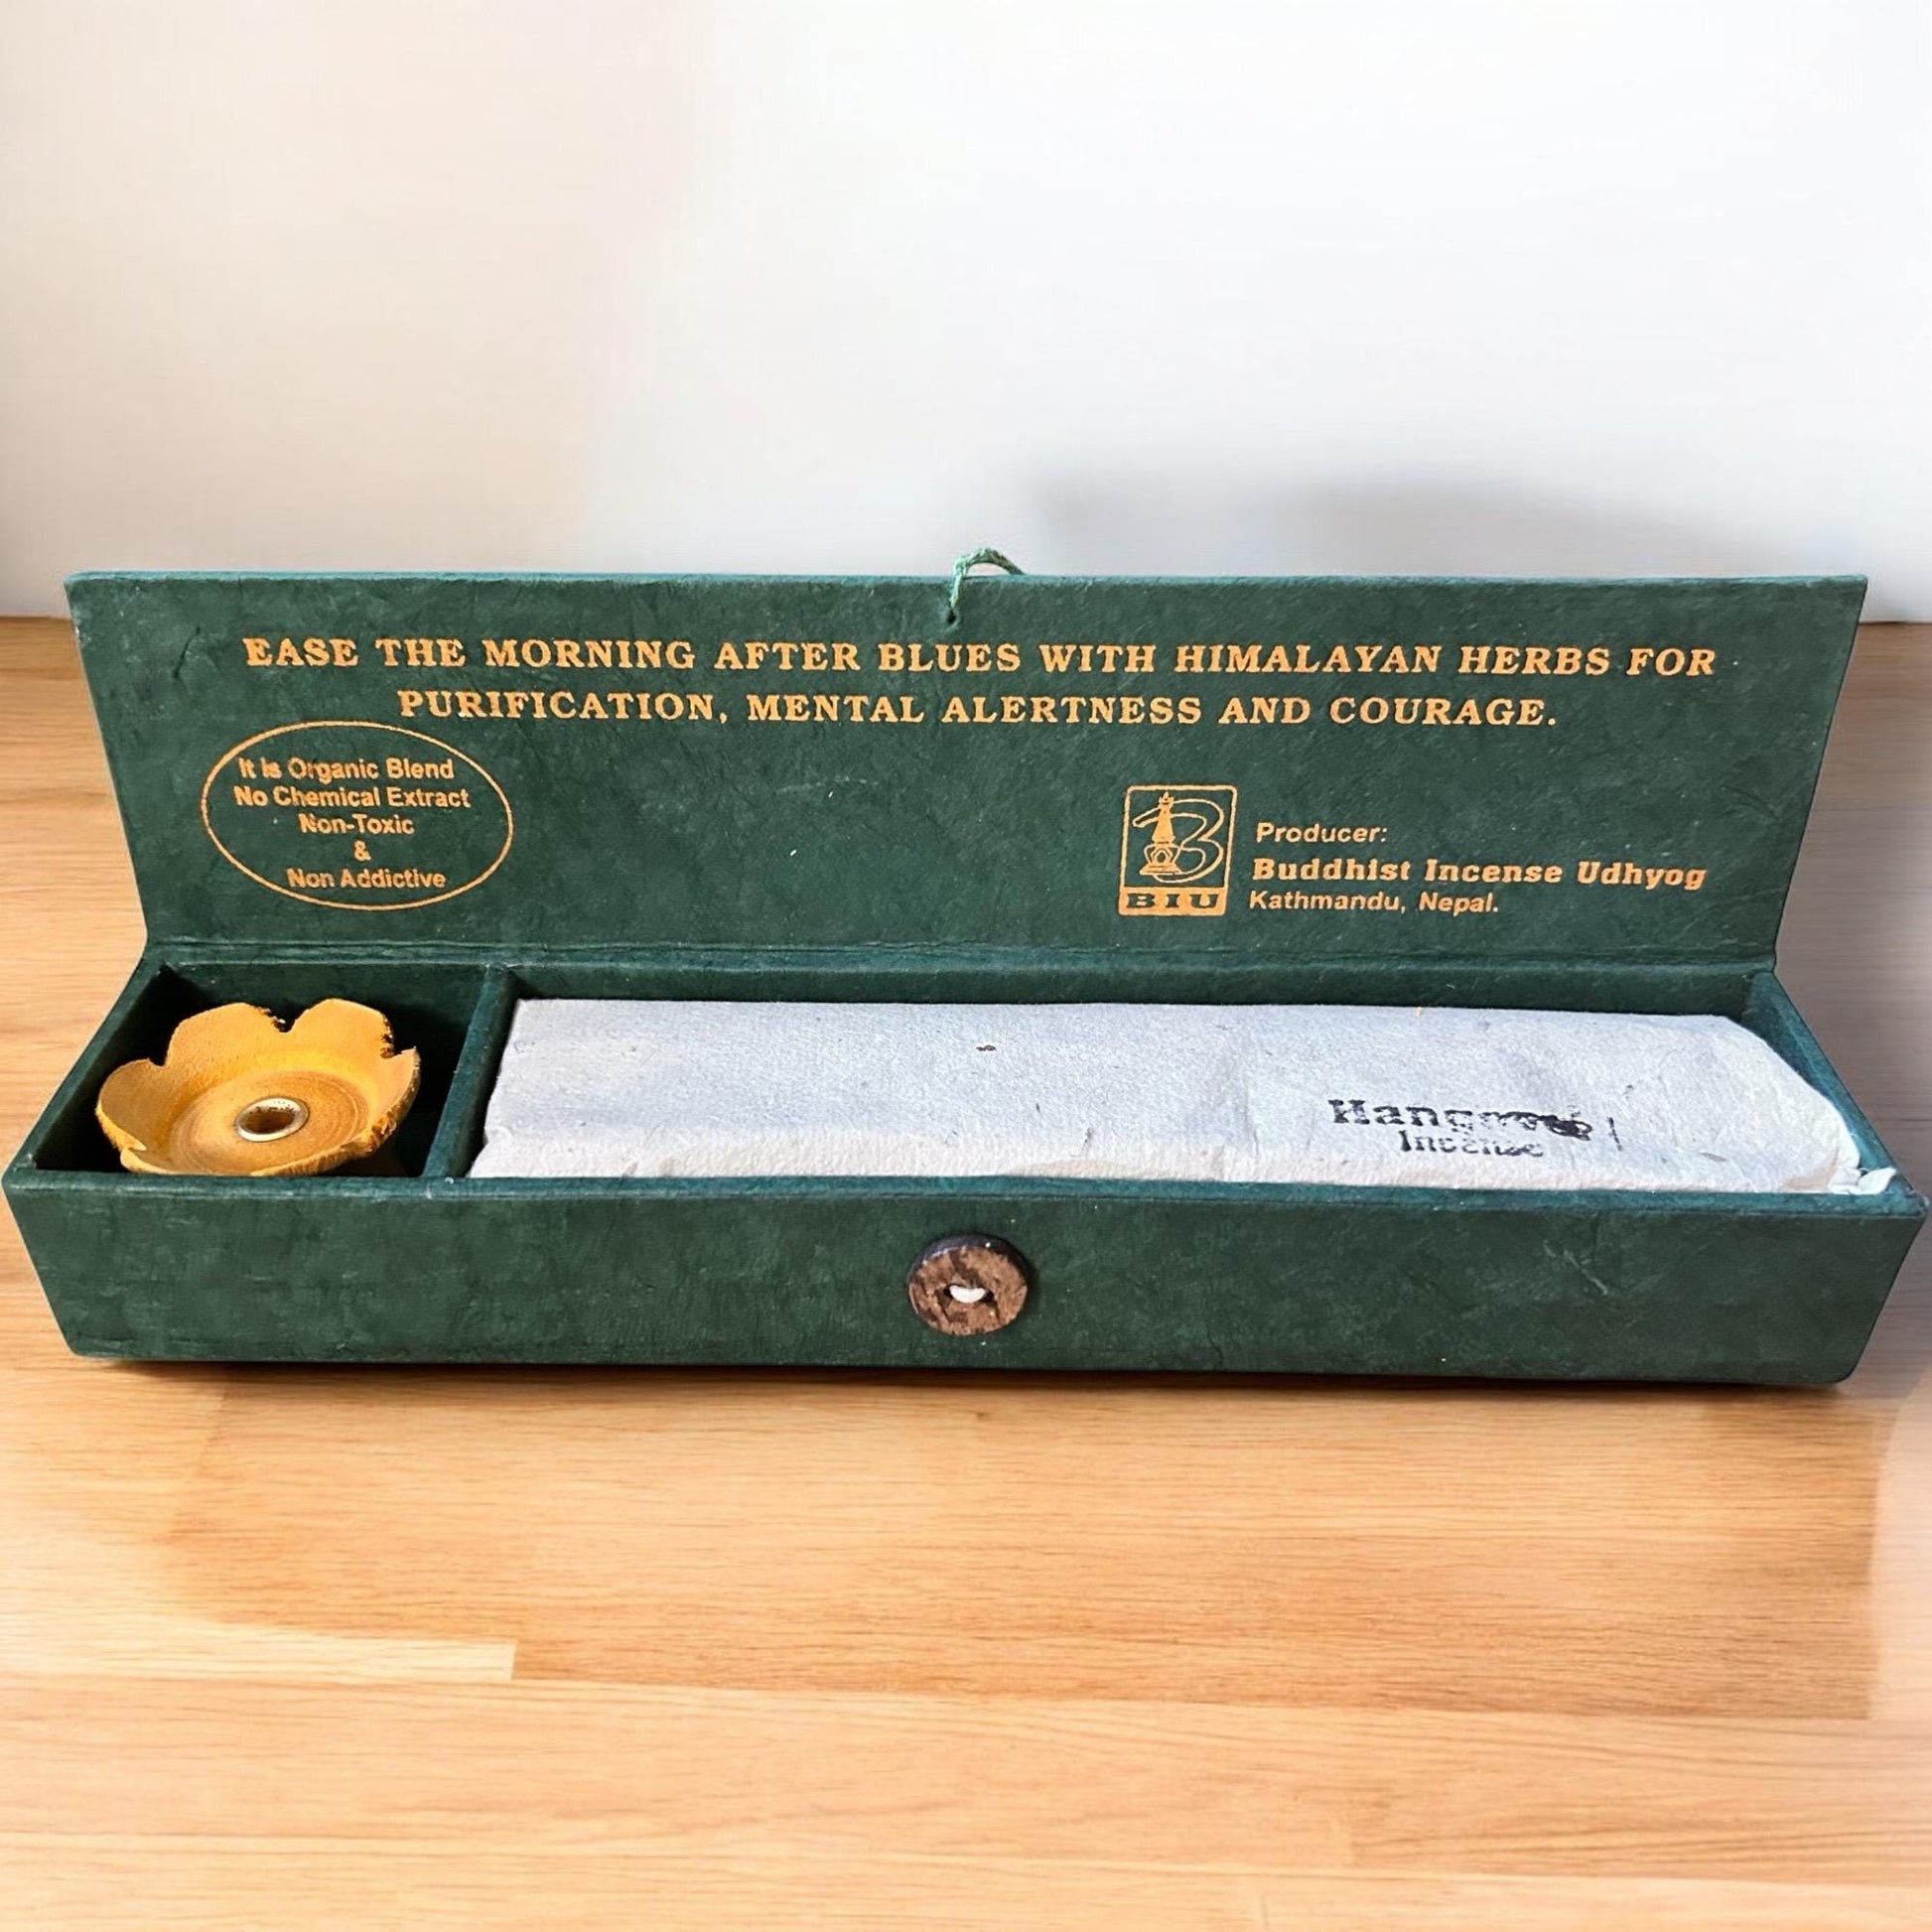 EASE THE MORNING AFTER BLUES WITH HIMALAYAN HERBS FOR
PURIFICATION, MENTAL ALERTNESS AND COURAGE.
It Is Organic Blend
No Chemical Extract
Non-Toxic
&
Non Addictive
BIU
Producer:
Buddhist Incense Udhyog
Kathmandu, Nepal.
Incense